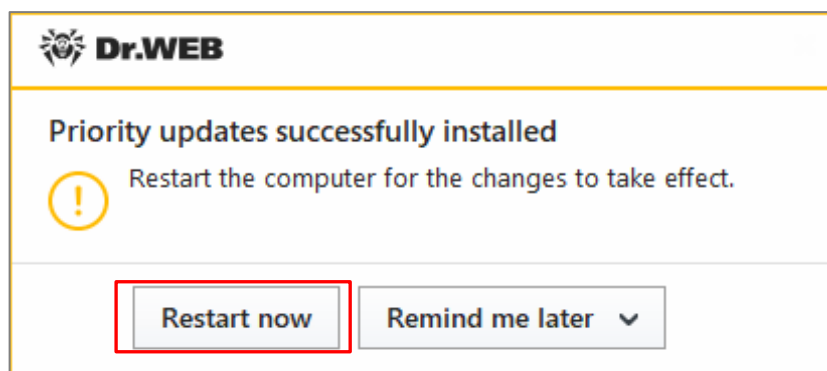 Dr.WEB
Priority updates successfully installed
Restart the computer for the changes to take effect.
Restart now
Remind me later